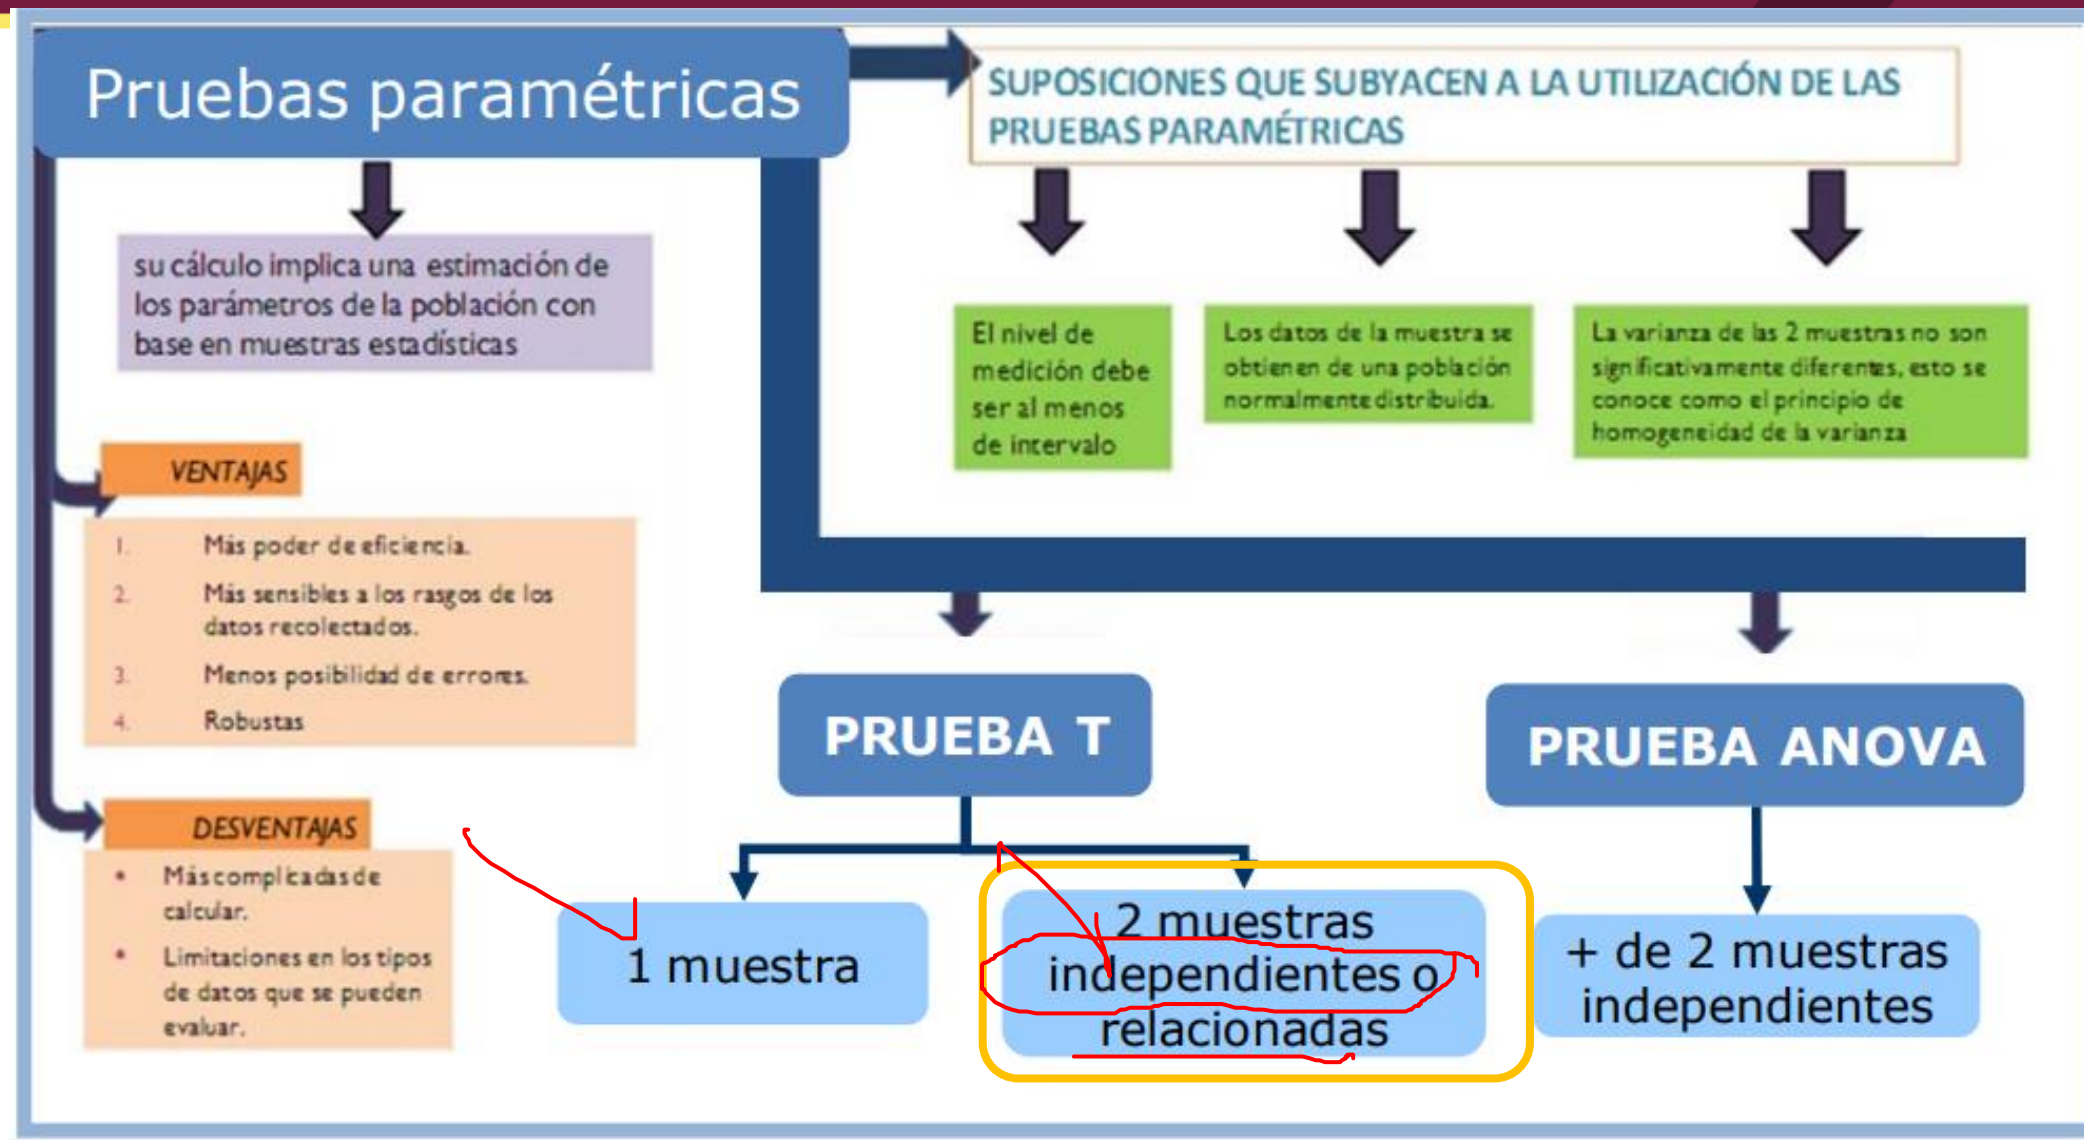 Pruebas paramétricas
SUPOSICIONES QUE SUBYACEN A LA UTILIZACIÓN DE LAS
PRUEBAS PARAMÉTRICAS
su cálculo implica una estimación de
los parámetros de la población con
base en muestras estadísticas
El nivel de
medición debe
ser al menos
de intervalo
Los datos de la muestra se
obtienen de una población
normalmente distribuida.
La varianza de las 2 muestras no son
significativamente diferentes, esto se
conoce como el principio de
homogeneidad de la varianza
VENTAJAS
1. Más poder de eficiencia.
2. Más sensibles a los rasgos de los
datos recolectados.
3. Menos posibilidad de errores.
4. Robustas
DESVENTAJAS
• Más complicadas de
calcular.
• Limitaciones en los tipos
de datos que se pueden
evaluar.
PRUEBA T
PRUEBA ANOVA
1 muestra
2 muestras
independientes o
relacionadas
+ de 2 muestras
independientes